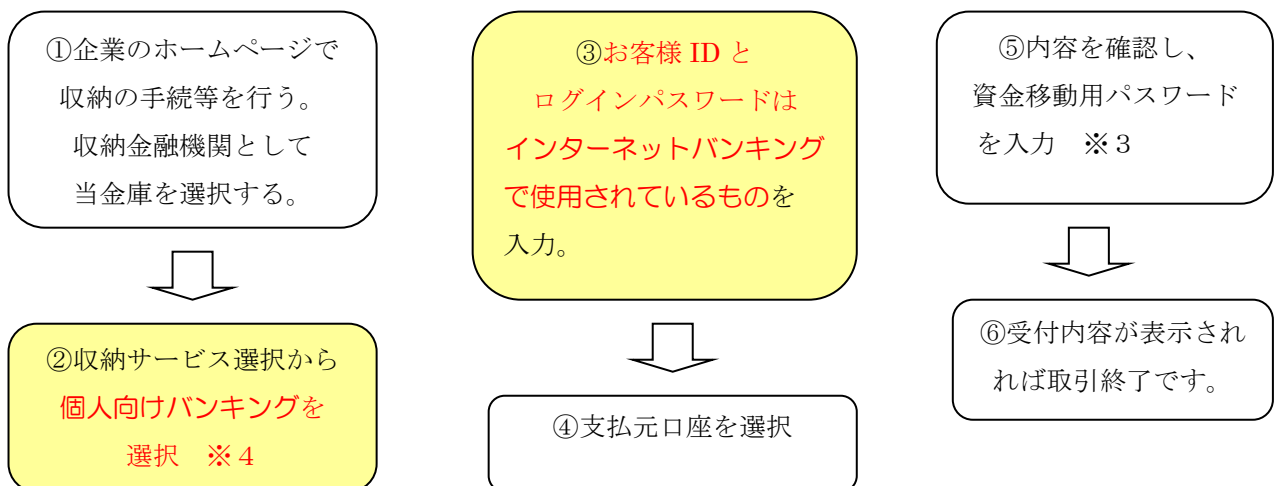 ①企業のホームページで
収納の手続等を行う。
収納金融機関として
当金庫を選択する。
②収納サービス選択から
個人向けバンキングを
選択　※４
③お客様 ID と
ログインパスワードは
インターネットバンキング
で使用されているものを
入力。
④支払元口座を選択
⑤内容を確認し、
資金移動用パスワード
を入力　※３
⑥受付内容が表示され
れば取引終了です。